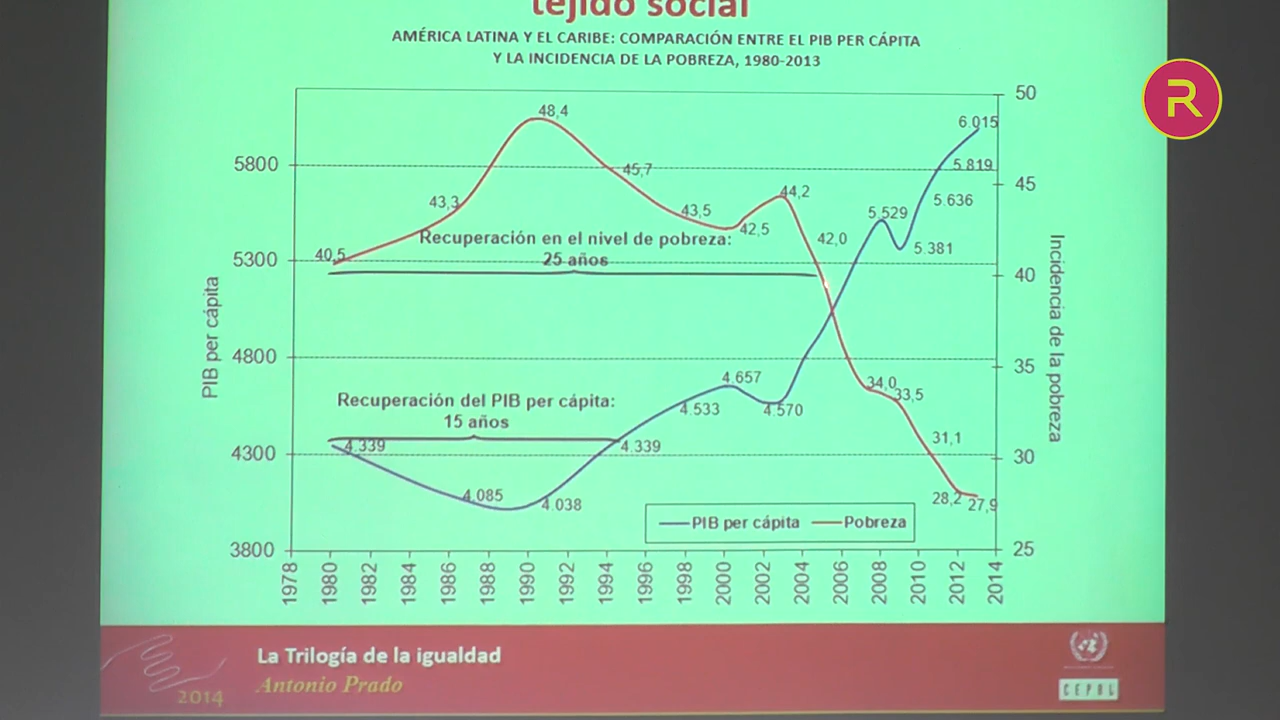 tejido social
AMÉRICA LATINA Y EL CARIBE: COMPARACIÓN ENTRE EL PIB PER CÁPITA
Y LA INCIDENCIA DE LA POBREZA, 1980-2013
R
PIB per cápita
5800
5300
4800
4300
3800
50
45
40
35
30
25
Incidencia de la pobreza
40,5
43,3
48,4
45,7
43,5
42,5
44,2
42,0
34,0
33,5
31,1
28,2
27,9
Recuperación en el nivel de pobreza:
25 años
Recuperación del PIB per cápita:
15 años
4.339
4.085
4.038
4.339
4.533
4.657
4.570
5.529
5.381
5.636
5.819
6.015
PIB per cápita
Pobreza
1978 1980 1982 1984 1986 1988 1990 1992 1994 1996 1998 2000 2002 2004 2006 2008 2010 2012 2014
La Trilogía de la igualdad
Antonio Prado
2014
CEPAL